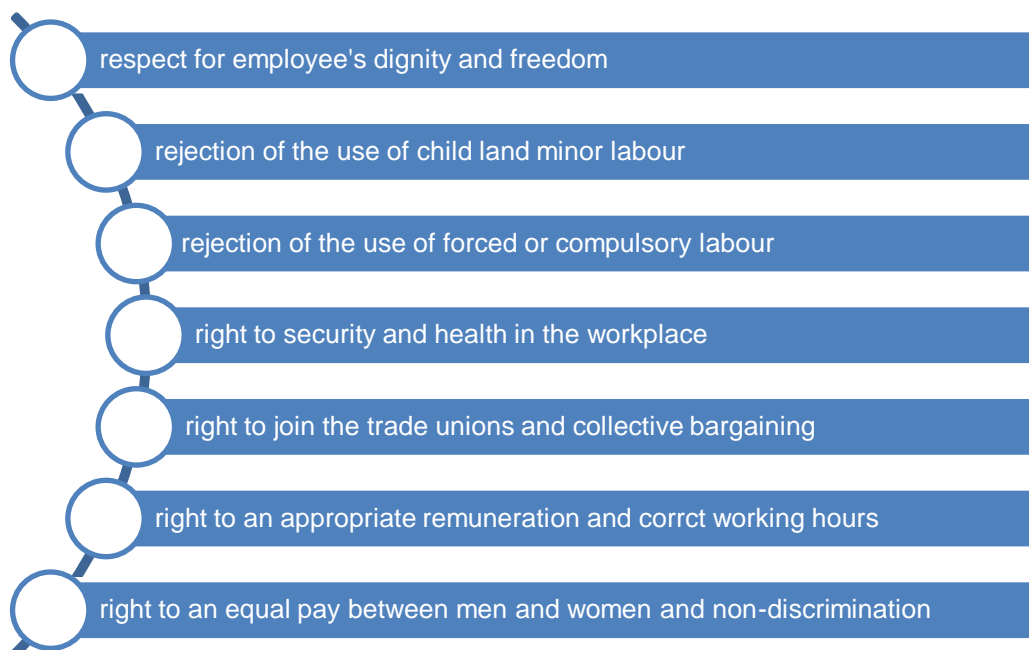 respect for employee's dignity and freedom
rejection of the use of child land minor labour
rejection of the use of forced or compulsory labour
right to security and health in the workplace
right to join the trade unions and collective bargaining
right to an appropriate remuneration and corrct working hours
right to an equal pay between men and women and non-discrimination